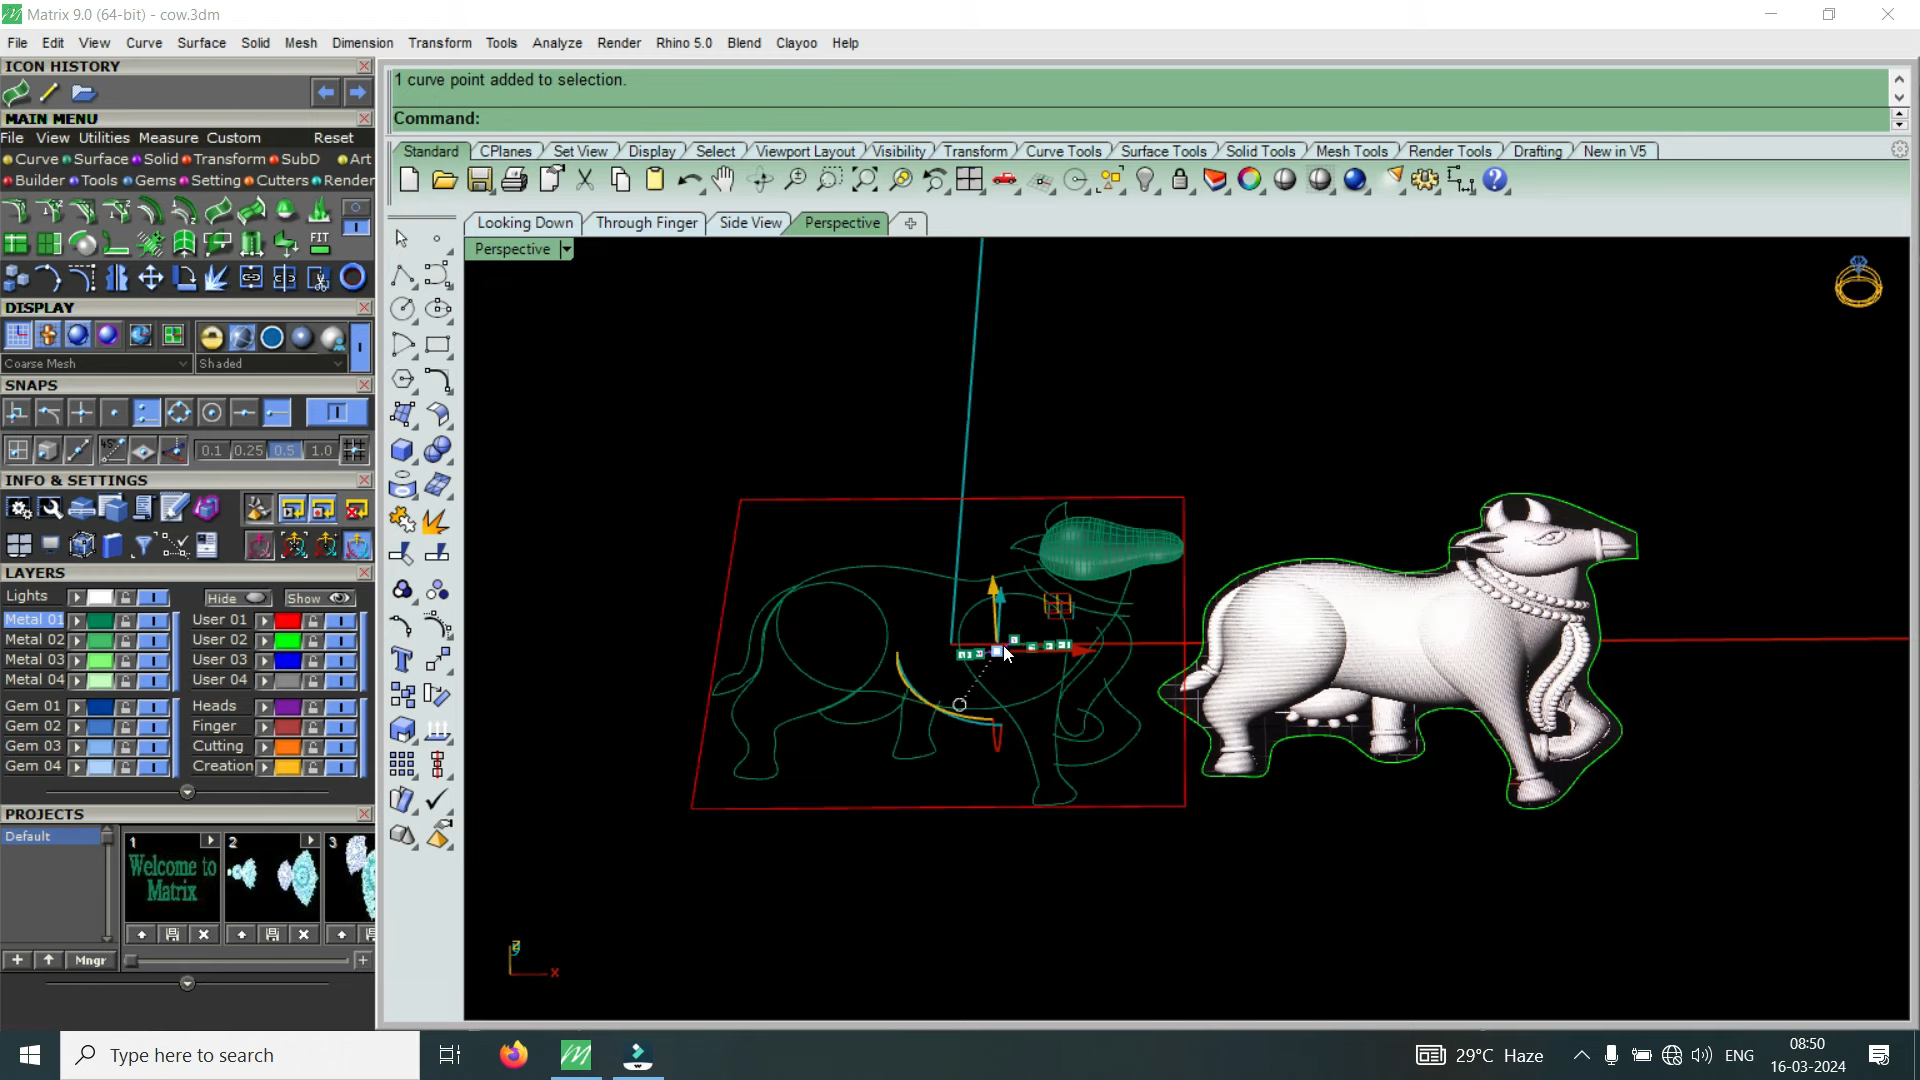 Matrix 9.0 (64-bit) - cow.3dm
File Edit View Curve Surface Solid Mesh Dimension Transform Tools Analyze Render Rhino 5.0 Blend Clayoo Help
ICON HISTORY
1 curve point added to selection.
Command:
MAIN MENU
File View Utilities Measure Custom Reset
Curve Surface Solid Transform SubD Art
Builder Tools Gems Setting Cutters Render
Standard CPlanes Set View Display Select Viewport Layout Visibility Transform Curve Tools Surface Tools Solid Tools Mesh Tools Render Tools Drafting New in V5
Looking Down Through Finger Side View Perspective
Perspective
FIT
DISPLAY
Coarse Mesh Shaded
SNAPS
0.1 0.25 0.5 1.0
INFO & SETTINGS
LAYERS
Lights Hide Show
Metal 01 User 01
Metal 02 User 02
Metal 03 User 03
Metal 04 User 04
Gem 01 Heads
Gem 02 Finger
Gem 03 Cutting
Gem 04 Creation
PROJECTS
Default
1 2 3
Welcome to
Matrix
Mngr
x
Type here to search
29°C Haze
ENG
08:50
16-03-2024